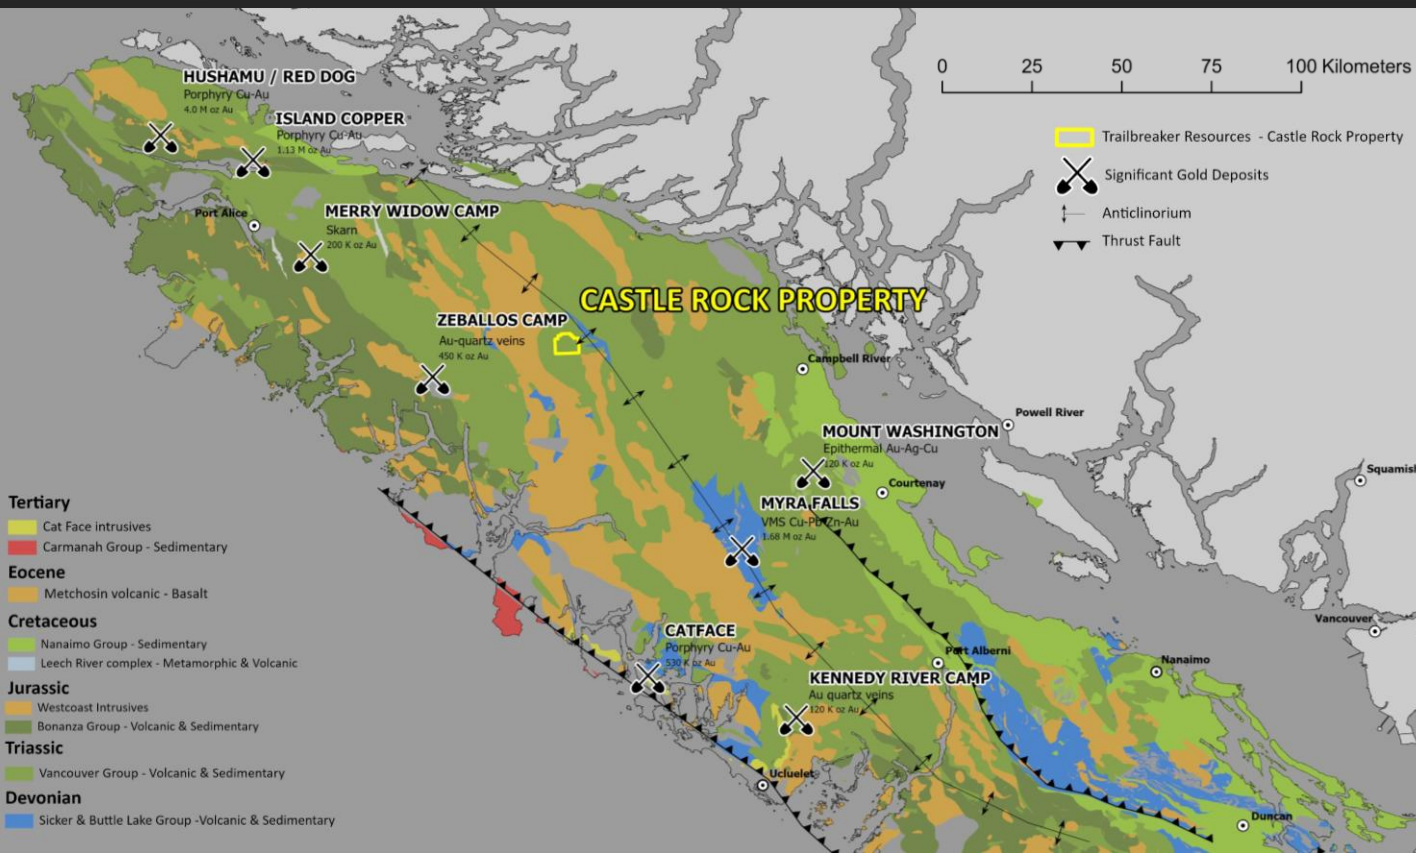 HUSHAMU / RED DOG
Porphyry Cu-Au
4.0 M oz Au
ISLAND COPPER
Porphyry Cu-Au
1.13 M oz Au
Port Alice
MERRY WIDOW CAMP
Skarn
200 K oz Au
CASTLE ROCK PROPERTY
ZEBALLOS CAMP
Au-quartz veins
450 K oz Au
Campbell River
Powell River
MOUNT WASHINGTON
Epithermal Au-Ag-Cu
120 K oz Au
Courtenay
Squamish
MYRA FALLS
VMS Cu-Pb-Zn-Au
1.68 M oz Au
CATFACE
Porphyry Cu-Au
530 K oz Au
Vancouver
Port Alberni
Nanaimo
KENNEDY RIVER CAMP
Au quartz veins
120 K oz Au
Ucluelet
Duncan
0 25 50 75 100 Kilometers
Trailbreaker Resources - Castle Rock Property
Significant Gold Deposits
Anticlinorium
Thrust Fault
Tertiary
Cat Face intrusives
Carmanah Group - Sedimentary
Eocene
Metchosin volcanic - Basalt
Cretaceous
Nanaimo Group - Sedimentary
Leech River complex - Metamorphic & Volcanic
Jurassic
Westcoast Intrusives
Bonanza Group - Volcanic & Sedimentary
Triassic
Vancouver Group - Volcanic & Sedimentary
Devonian
Sicker & Buttle Lake Group -Volcanic & Sedimentary